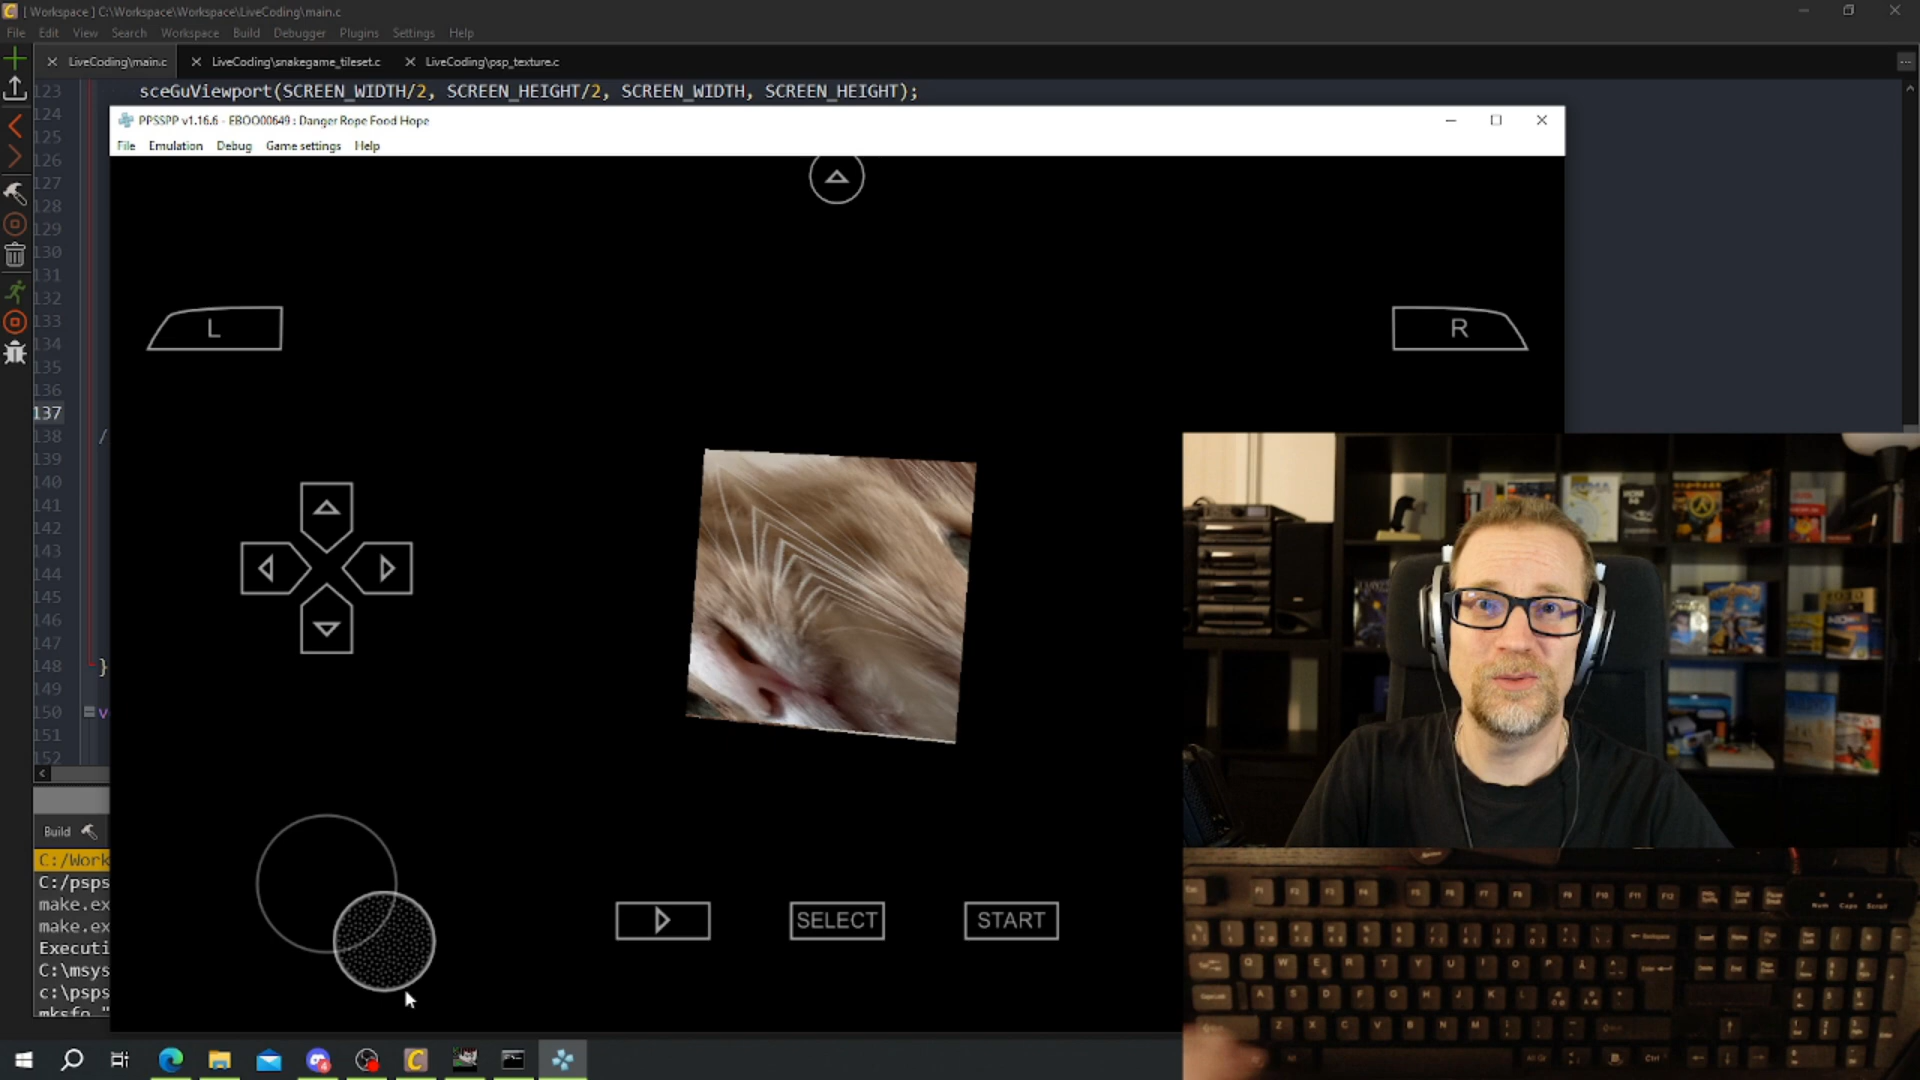 [ Workspace ] C:\Workspace\Workspace\LiveCoding\main.c
File Edit View Search Workspace Build Debugger Plugins Settings Help
LiveCoding\main.c LiveCoding\snakegame_tileset.c LiveCoding\psp_texture.c
123 sceGuViewport(SCREEN_WIDTH/2, SCREEN_HEIGHT/2, SCREEN_WIDTH, SCREEN_HEIGHT);
124
PPSSPP v1.16.6 - EBOO00649 : Danger Rope Food Hope
125
File Emulation Debug Game settings Help
126
127
128
129
130
131
132
133
L
R
134
135
136
137
138 /
139
140
141
142
143
144
145
146
147
148 }
149
150 v
151
152
Build
C:/Work
C:/psps
make.ex
make.ex
SELECT
START
Executi
C:\msys
c:\psps
mksfo "